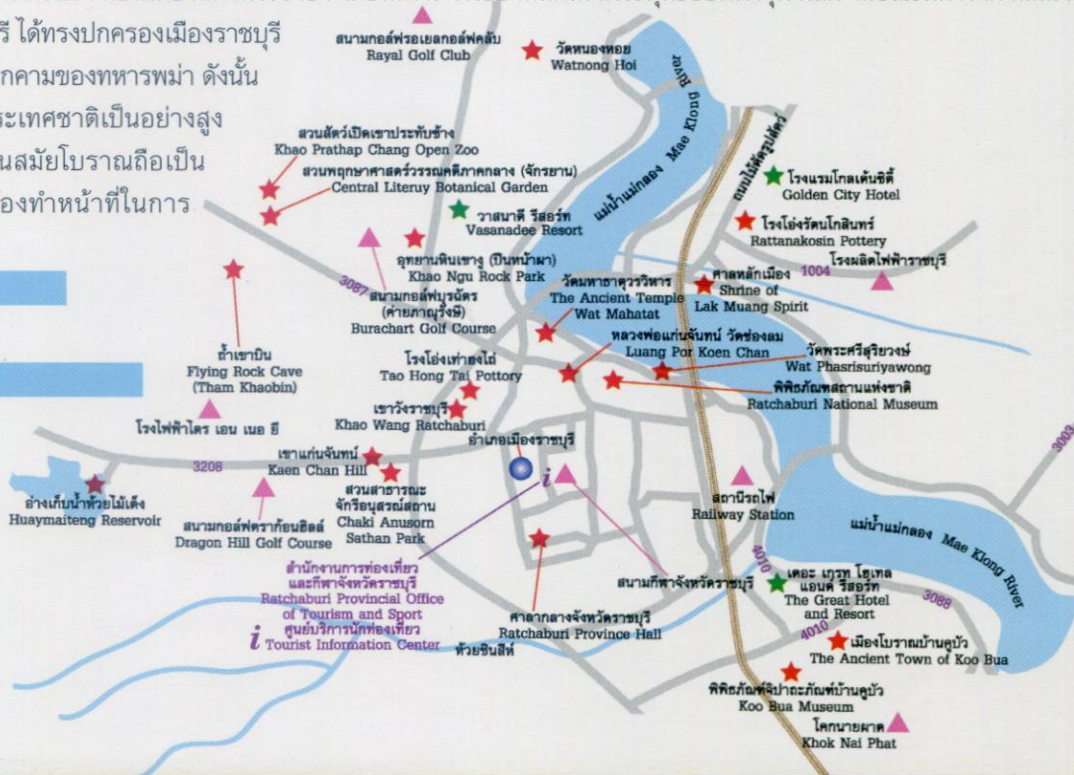 รี ได้ทรงปกครองเมืองราชบุรี
กคามของทหารพม่า ดังนั้น
ระเทศชาติเป็นอย่างสูง
นสมัยโบราณถือเป็น
องทำหน้าที่ในการ
สนามกอล์ฟรอเยลกอล์ฟคลับ
Rayal Golf Club
วัดหนองหอย
Watnong Hoi
แม่น้ำแม่กลอง Mae Klong River
สวนสัตว์เปิดเขาประทับช้าง
Khao Prathap Chang Open Zoo
สวนพฤกษาศาสตร์วรรณคดีภาคกลาง (จักรยาน)
Central Literuy Botanical Garden
วาสนาดี รีสอร์ท
Vasanadee Resort
ถนนไม้ดัดรูปสัตว์
โรงแรมโกลเด้นซิตี้
Golden City Hotel
โรงโอ่งรัตนโกสินทร์
Rattanakosin Pottery
โรงผลิตไฟฟ้าราชบุรี
1004
อุทยานหินเขางู (ปีนหน้าผา)
Khao Ngu Rock Park
3087
สนามกอล์ฟบุรฉัตร
(ค่ายภาณุรังษี)
Burachart Golf Course
วัดมหาธาตุวรวิหาร
The Ancient Temple
Wat Mahatat
ศาลหลักเมือง
Shrine of
Lak Muang Spirit
หลวงพ่อแก่นจันทน์ วัดช่องลม
Luang Por Koen Chan
วัดพระศรีสุริยวงษ์
Wat Phasrisuriyawong
พิพิธภัณฑสถานแห่งชาติ
Ratchaburi National Museum
ถ้ำเขาบิน
Flying Rock Cave
(Tham Khaobin)
โรงโอ่งเถ้าฮงไถ่
Tao Hong Tai Pottory
เขาวังราชบุรี
Khao Wang Ratchaburi
โรงไฟฟ้าไตร เอน เนอ ยี
อำเภอเมืองราชบุรี
3208
เขาแก่นจันทน์
Kaen Chan Hill
สวนสาธารณะ
จักรีอนุสรณ์สถาน
Chaki Anusorn
Sathan Park
อ่างเก็บน้ำห้วยไม้เต็ง
Huaymaiteng Reservoir
สนามกอล์ฟดราก้อนฮิลล์
Dragon Hill Golf Course
i
สถานีรถไฟ
Railway Station
3003
แม่น้ำแม่กลอง Mae Klong River
สำนักงานการท่องเที่ยว
และกีฬาจังหวัดราชบุรี
Ratchaburi Provincial Office
of Tourism and Sport
i ศูนย์บริการนักท่องเที่ยว
Tourist Information Center
สนามกีฬาจังหวัดราชบุรี
4010
เดอะ เกรท โฮเทล
แอนด์ รีสอร์ท
The Great Hotel
and Resort
3088
ศาลากลางจังหวัดราชบุรี
Ratchaburi Province Hall
ห้วยชินสีห์
4010
เมืองโบราณบ้านคูบัว
The Ancient Town of Koo Bua
พิพิธภัณฑ์จิปาถะภัณฑ์บ้านคูบัว
Koo Bua Museum
โคกนายผาด
Khok Nai Phat